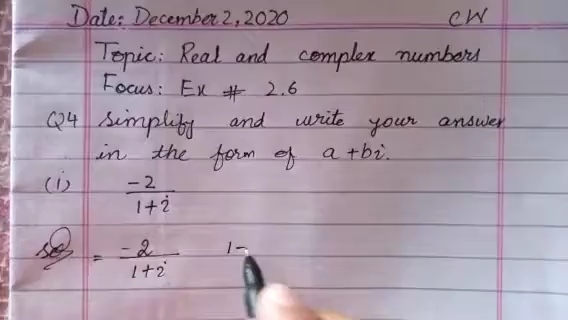 Date: December 2, 2020 CW
Topic: Real and complex numbers
Focus: Ex # 2.6
Q4 simplify and write your answer
in the form of a+bi.
(i) -2/1+i
sol = -2/1+i 1-